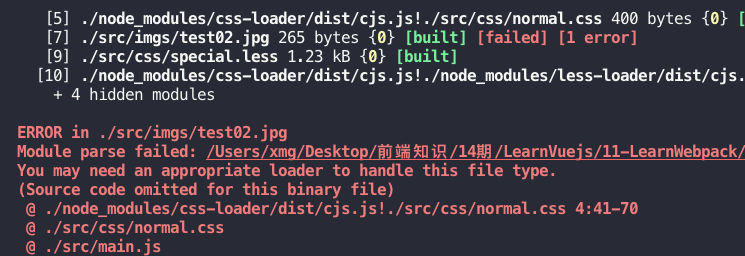 [5] ./node_modules/css-loader/dist/cjs.js!./src/css/normal.css 400 bytes {0} [
[7] ./src/imgs/test02.jpg 265 bytes {0} [built] [failed] [1 error]
[9] ./src/css/special.less 1.23 kB {0} [built]
[10] ./node_modules/css-loader/dist/cjs.js!./node_modules/less-loader/dist/cjs.
+ 4 hidden modules
ERROR in ./src/imgs/test02.jpg
Module parse failed: /Users/xmg/Desktop/前端知识/14期/LearnVuejs/11-LearnWebpack/
You may need an appropriate loader to handle this file type.
(Source code omitted for this binary file)
@ ./node_modules/css-loader/dist/cjs.js!./src/css/normal.css 4:41-70
@ ./src/css/normal.css
@ ./src/main.js